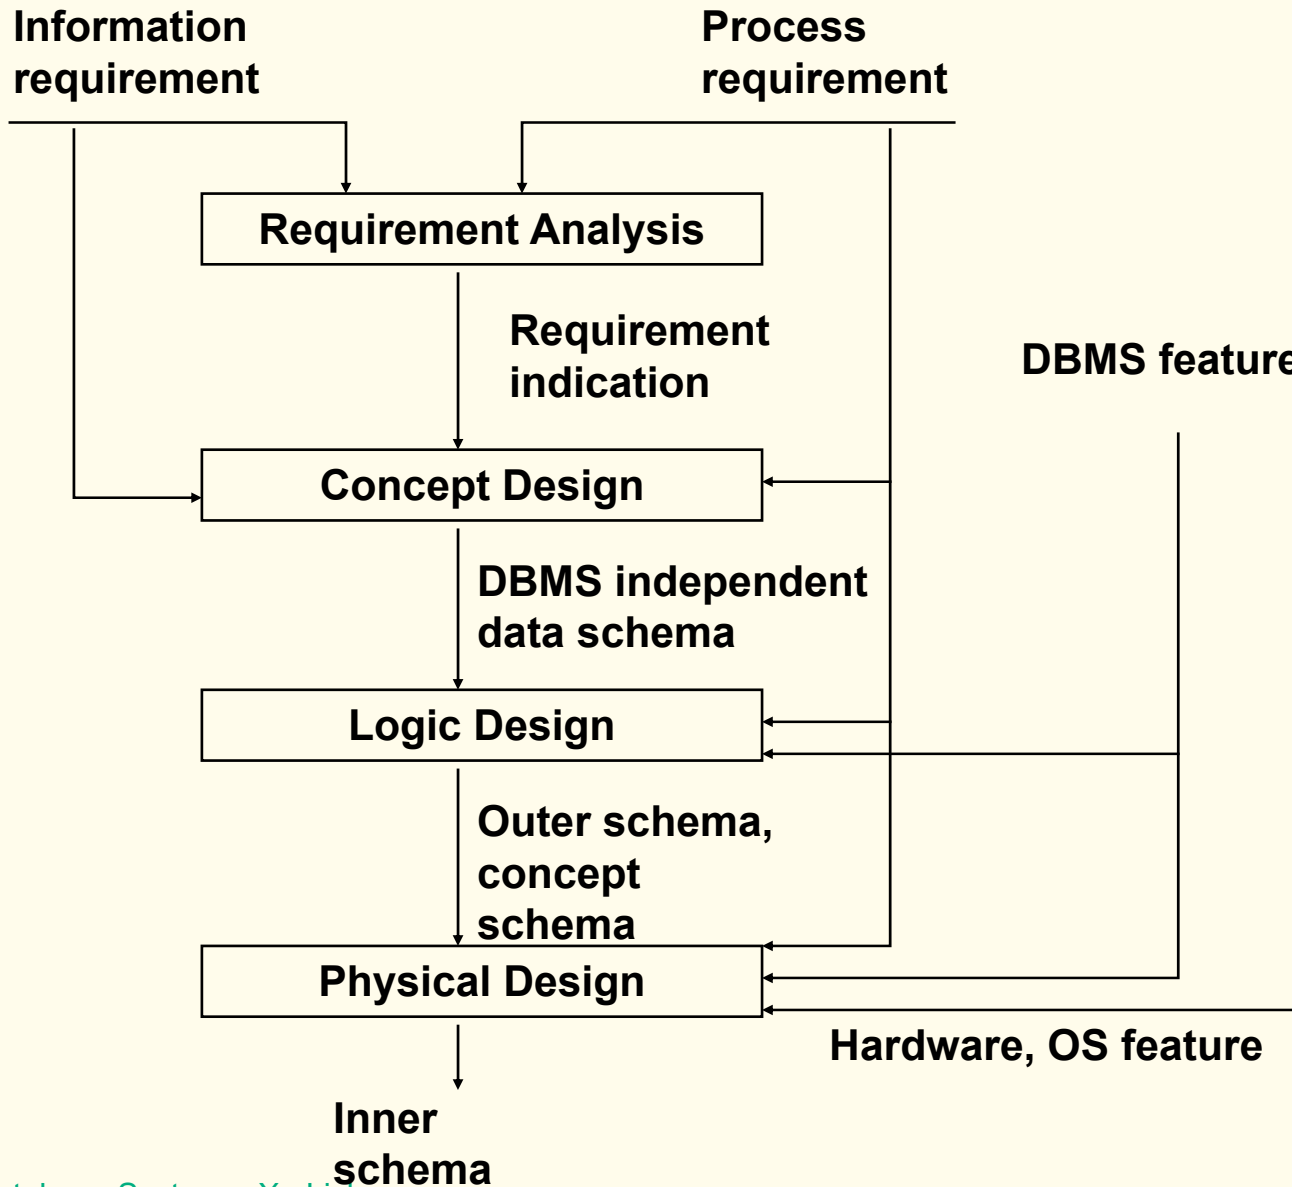 Information
requirement
Process
requirement
Requirement Analysis
Requirement
indication
DBMS feature
Concept Design
DBMS independent
data schema
Logic Design
Outer schema,
concept
schema
Physical Design
Hardware, OS feature
Inner
schema